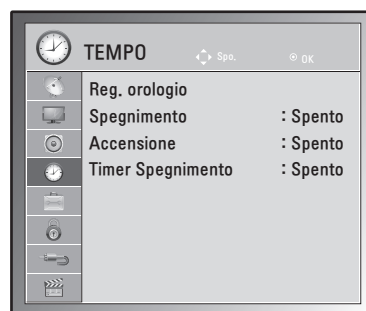 TEMPO Spo. OK
Reg. orologio
Spegnimento : Spento
Accensione : Spento
Timer Spegnimento : Spento